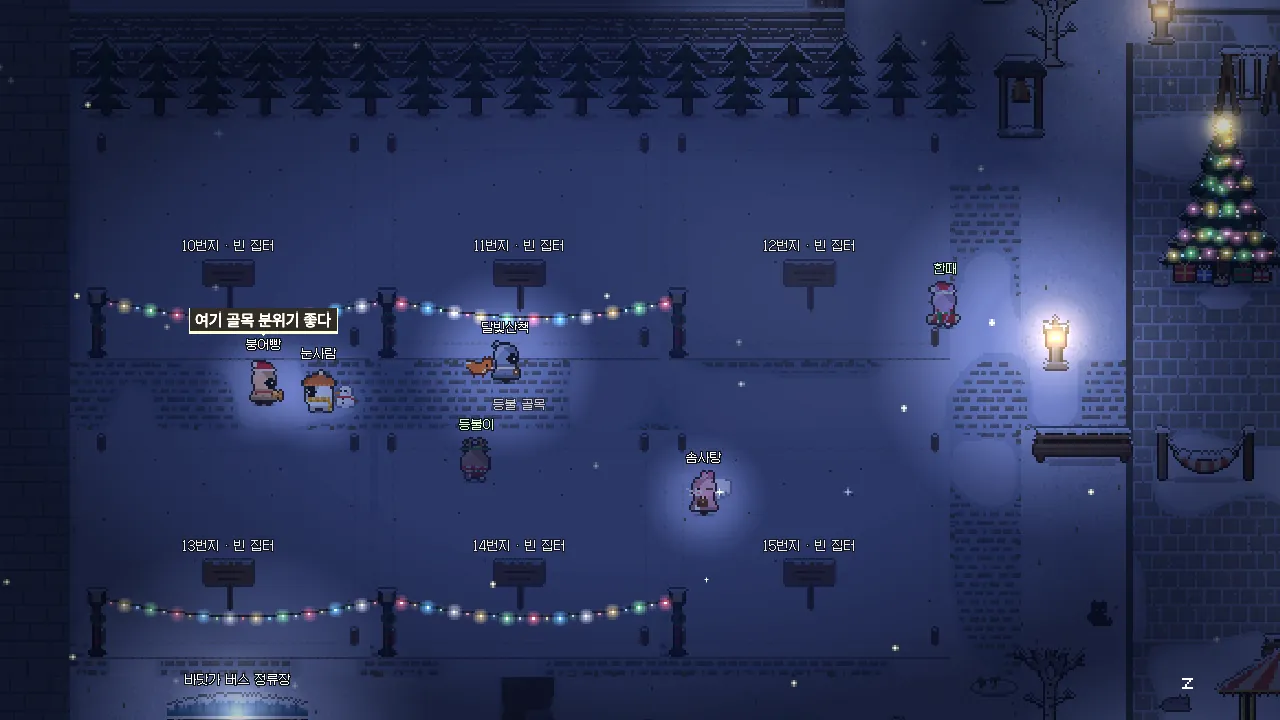 10번지 · 빈 집터
11번지 · 빈 집터
12번지 · 빈 집터
한때
여기 골목 분위기 좋다
달빛산책
붕어빵
눈사람
등불 골목
등불이
솜사탕
13번지 · 빈 집터
14번지 · 빈 집터
15번지 · 빈 집터
바닷가 버스 정류장
Z